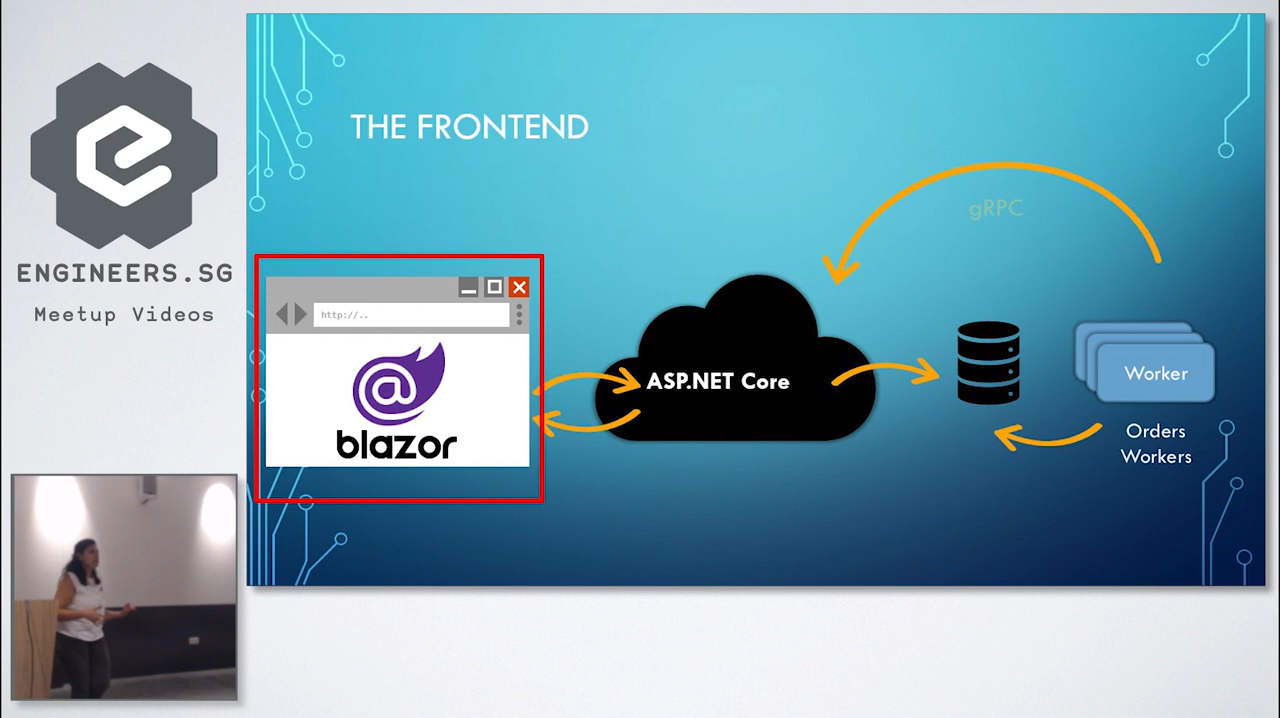 ENGINEERS.SG
Meetup Videos
THE FRONTEND
gRPC
http://..
@
blazor
ASP.NET Core
Worker
Orders
Workers